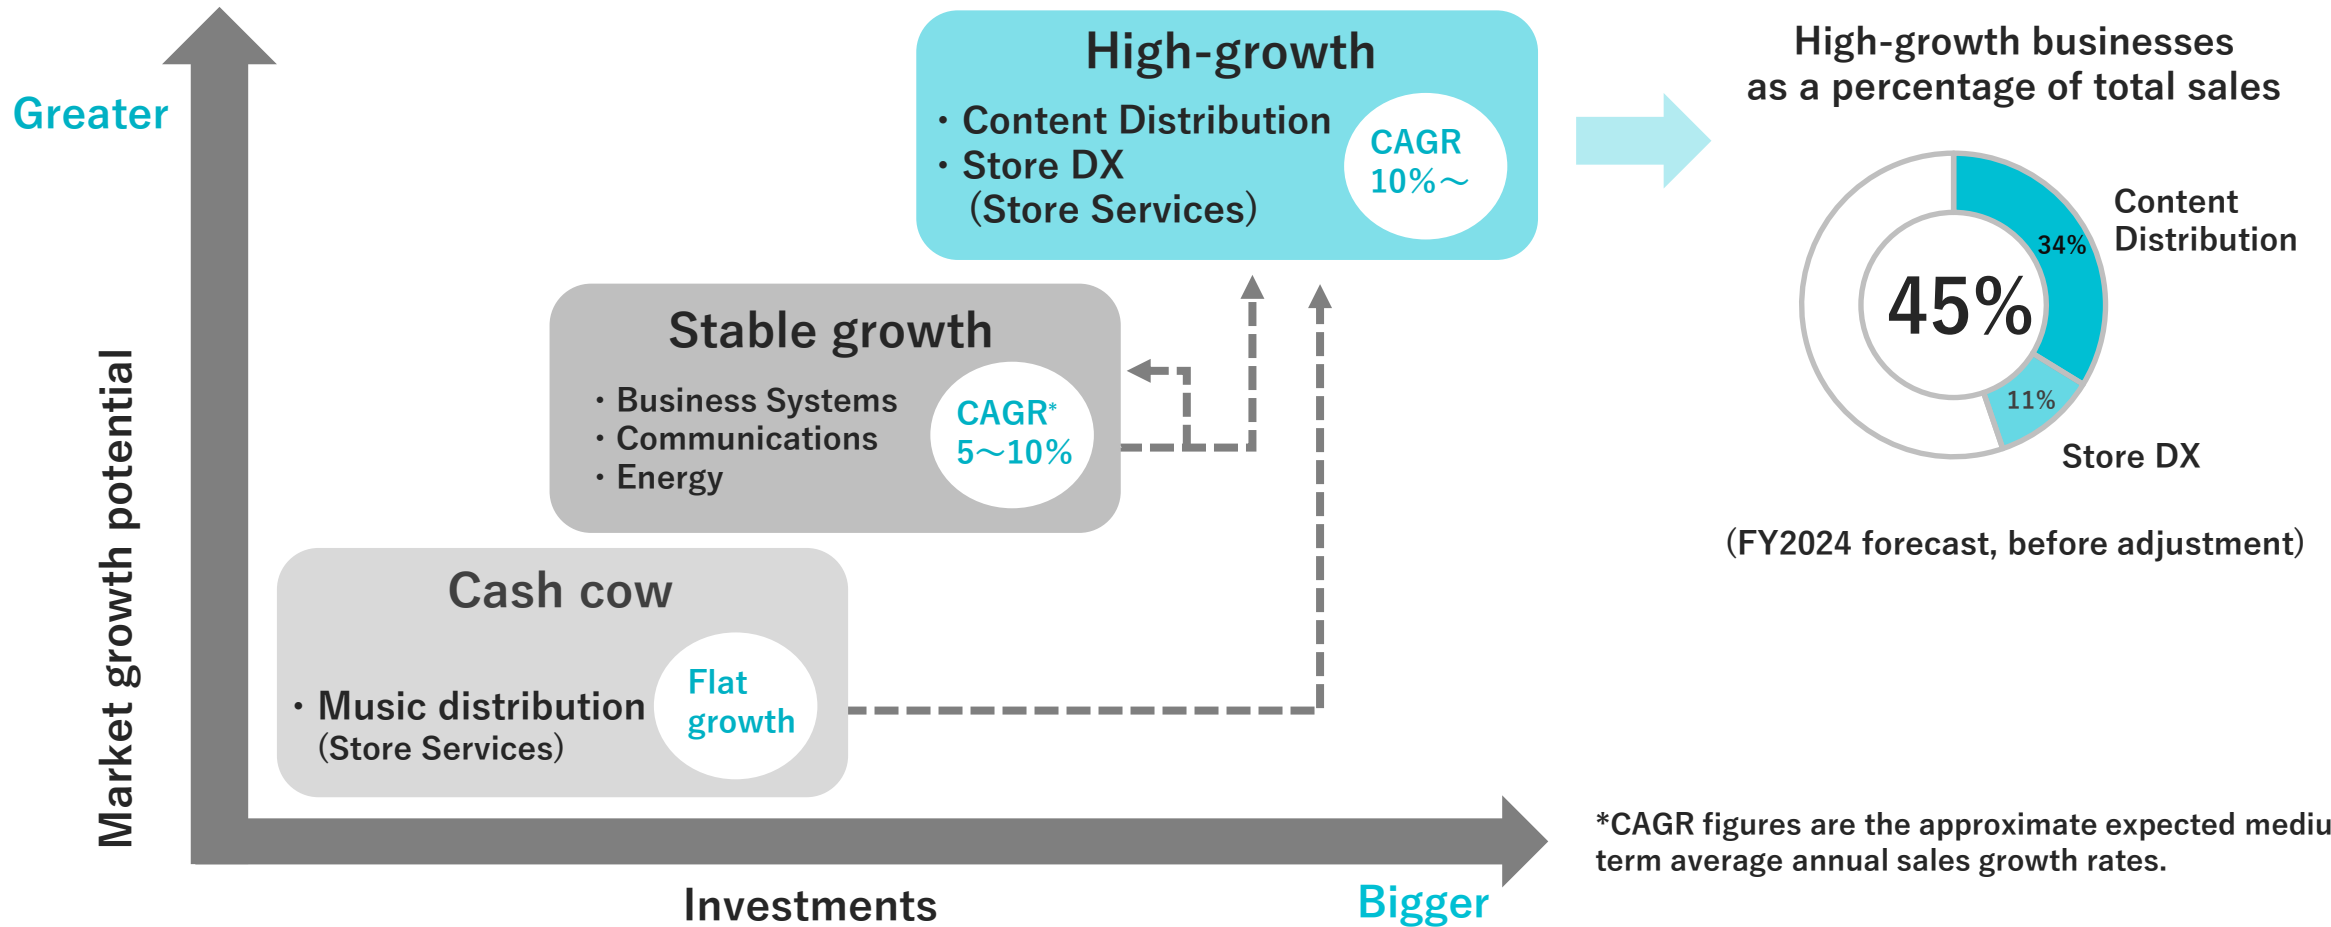 Greater
Market growth potential
High-growth
・Content Distribution
・Store DX
(Store Services)
CAGR
10%～
Stable growth
・Business Systems
・Communications
・Energy
CAGR*
5～10%
Cash cow
・Music distribution
(Store Services)
Flat
growth
Investments
Bigger
High-growth businesses
as a percentage of total sales
34%
Content
Distribution
45%
11%
Store DX
(FY2024 forecast, before adjustment)
*CAGR figures are the approximate expected mediu
term average annual sales growth rates.